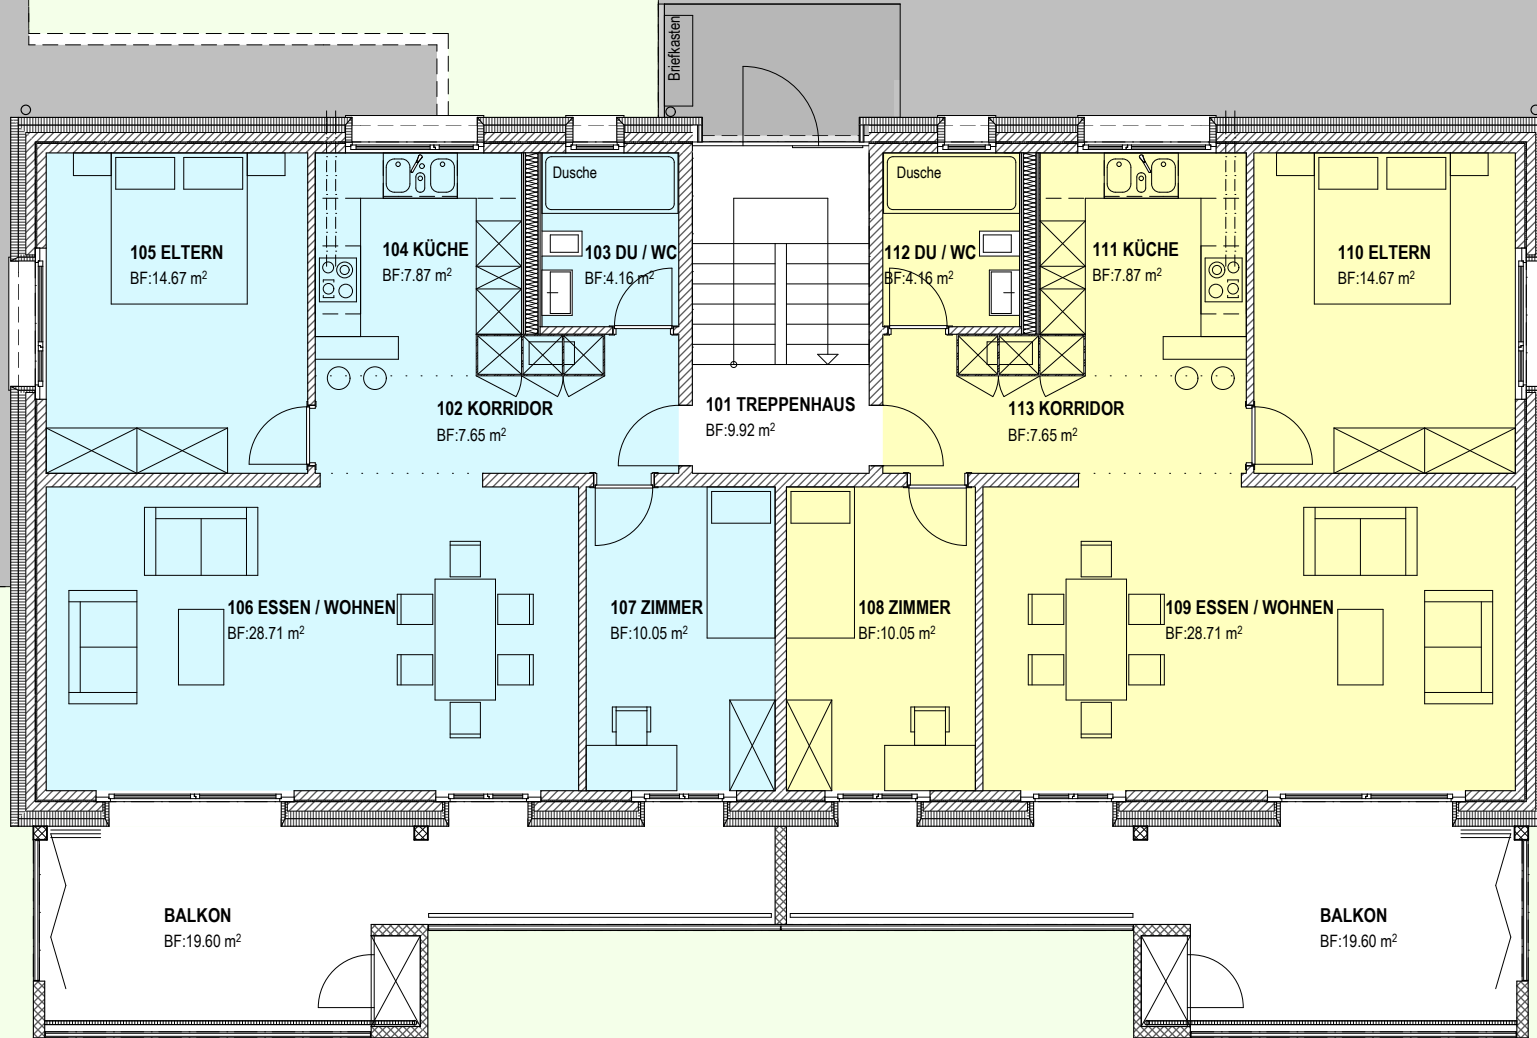 Briefkasten
Dusche
Dusche
105 ELTERN
BF:14.67 m²
104 KÜCHE
BF:7.87 m²
103 DU / WC
BF:4.16 m²
112 DU / WC
BF:4.16 m²
111 KÜCHE
BF:7.87 m²
110 ELTERN
BF:14.67 m²
102 KORRIDOR
BF:7.65 m²
101 TREPPENHAUS
BF:9.92 m²
113 KORRIDOR
BF:7.65 m²
106 ESSEN / WOHNEN
BF:28.71 m²
107 ZIMMER
BF:10.05 m²
108 ZIMMER
BF:10.05 m²
109 ESSEN / WOHNEN
BF:28.71 m²
BALKON
BF:19.60 m²
BALKON
BF:19.60 m²